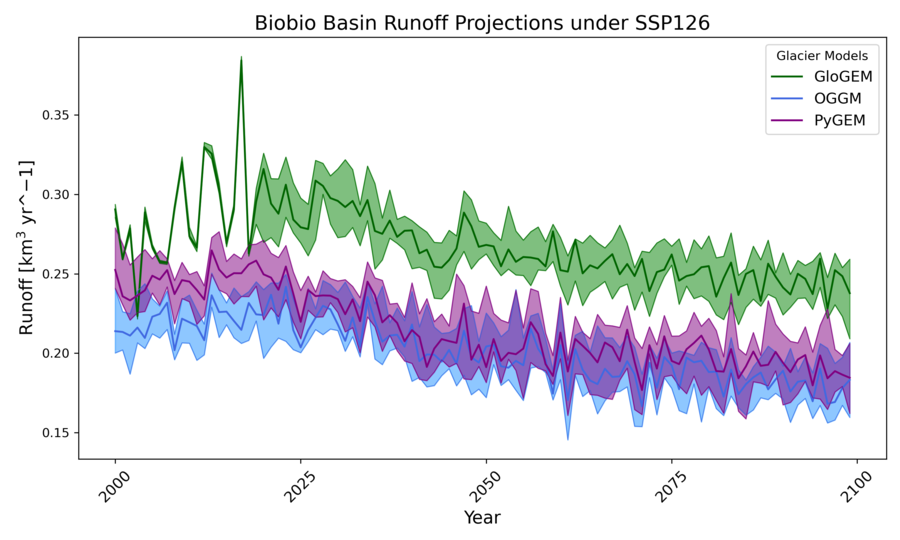 Biobio Basin Runoff Projections under SSP126
Glacier Models
GloGEM
OGGM
PyGEM
Runoff [km³ yr^−1]
0.35
0.30
0.25
0.20
0.15
2000
2025
2050
2075
2100
Year